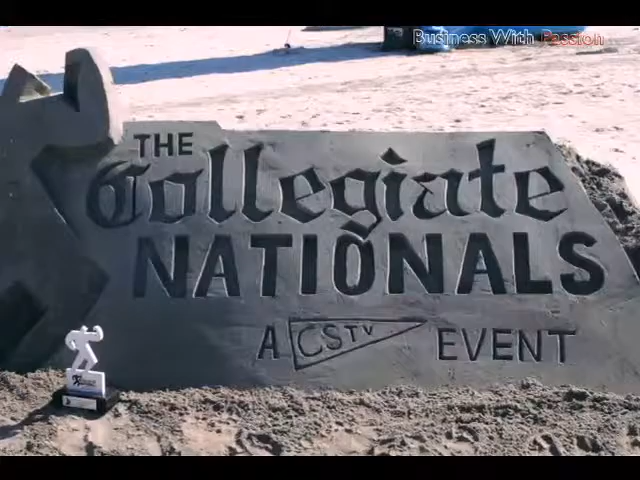 Business With Passion
THE
Collegiate
NATIONALS
A CSTV EVENT